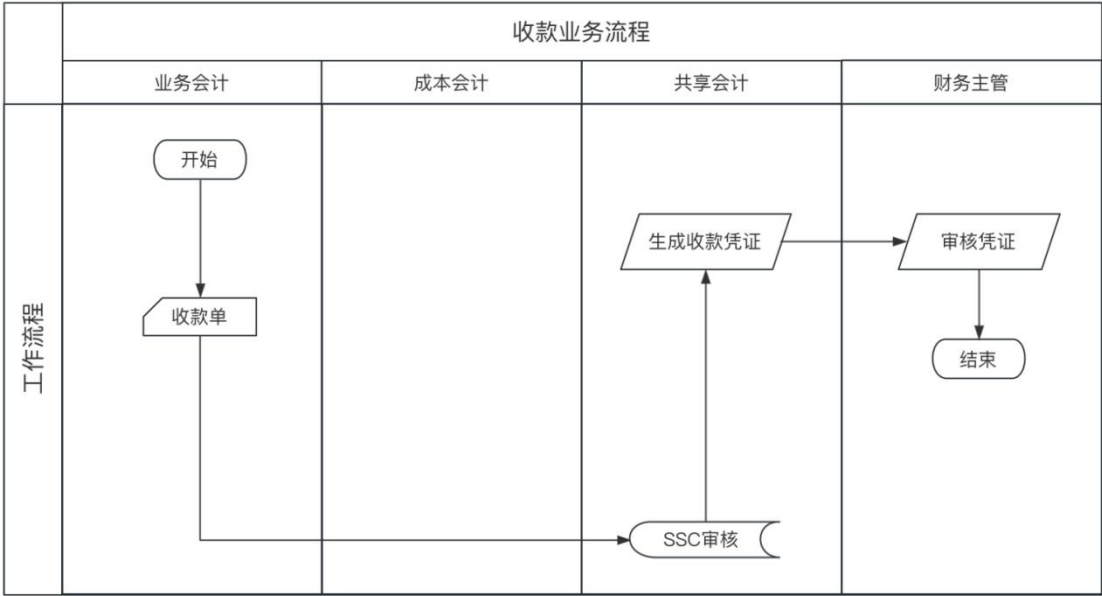 收款业务流程
业务会计
成本会计
共享会计
财务主管
工作流程
开始
收款单
SSC审核
生成收款凭证
审核凭证
结束